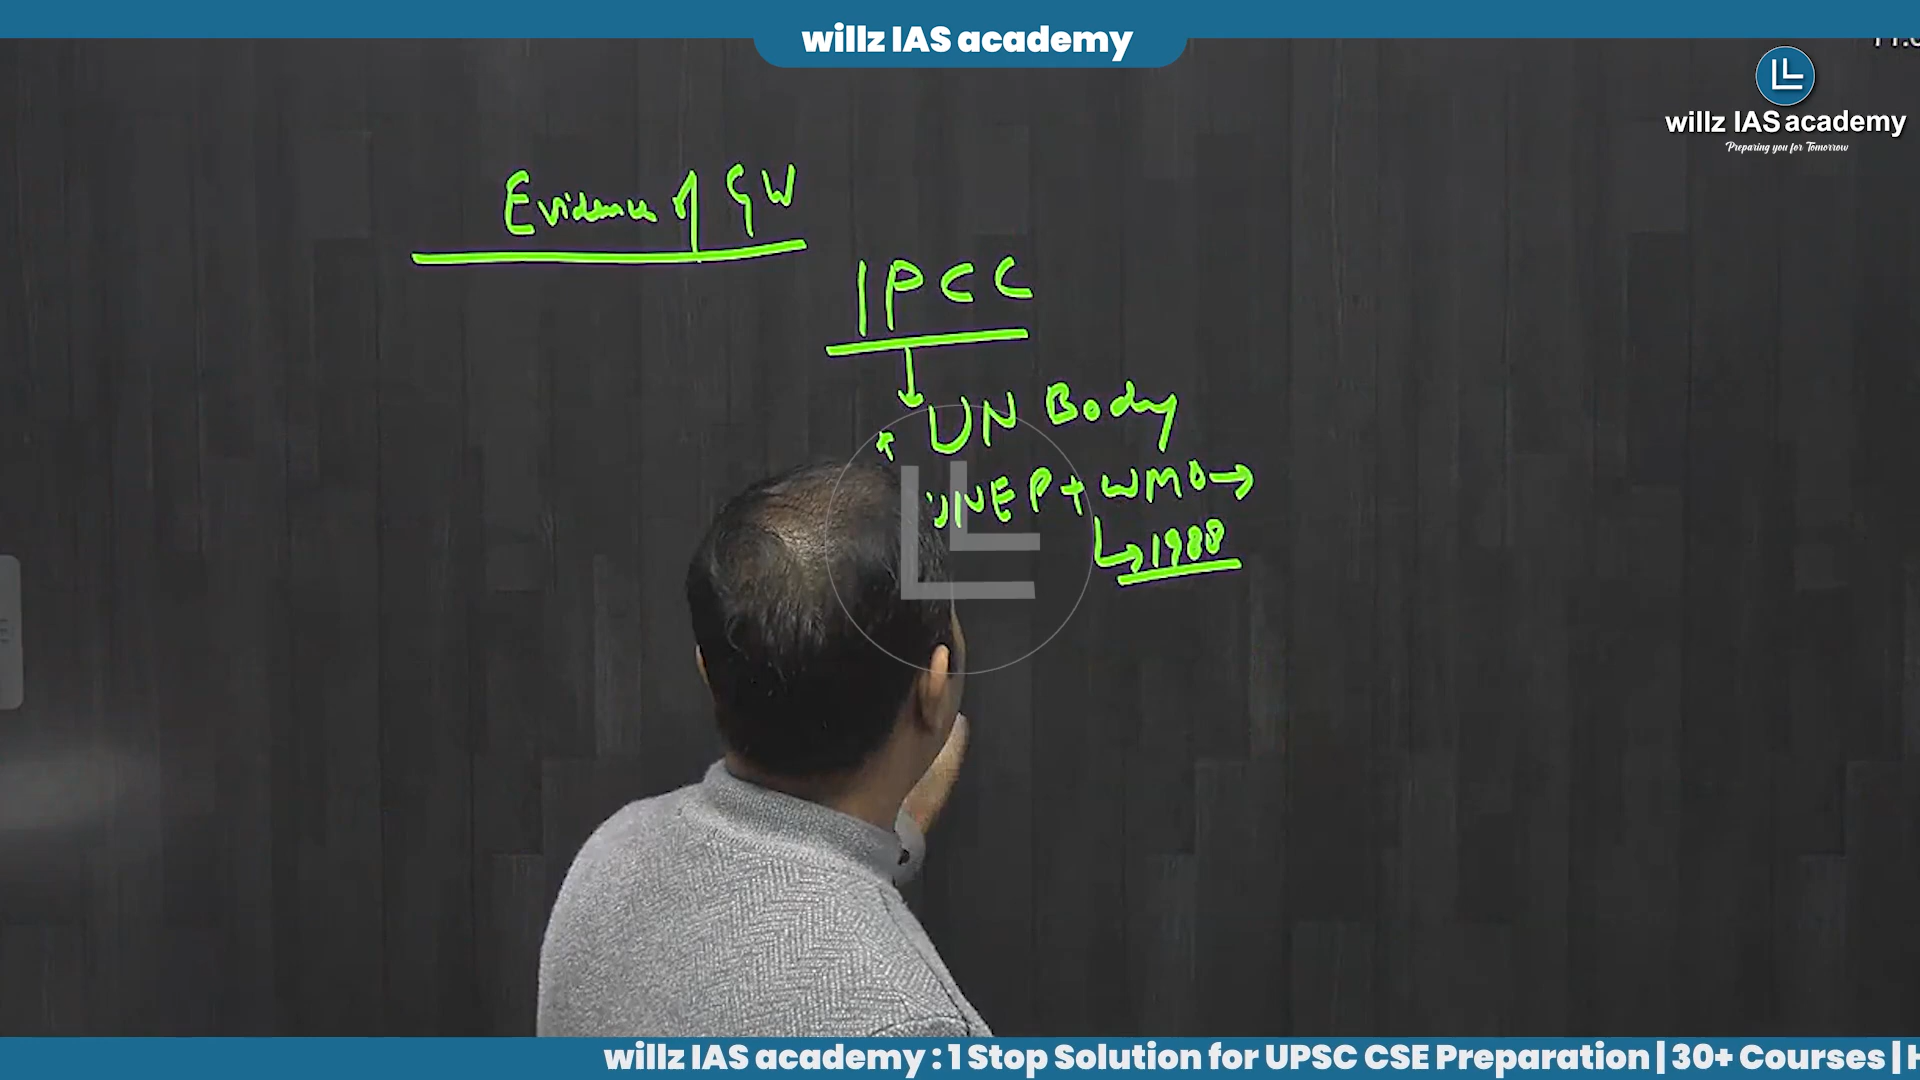 willz IAS academy
willz IAS academy
Preparing you for Tomorrow
Evidence of GW
IPCC
UN Body
UNEP + WMO →
1988
willz IAS academy : 1 Stop Solution for UPSC CSE Preparation | 30+ Courses |